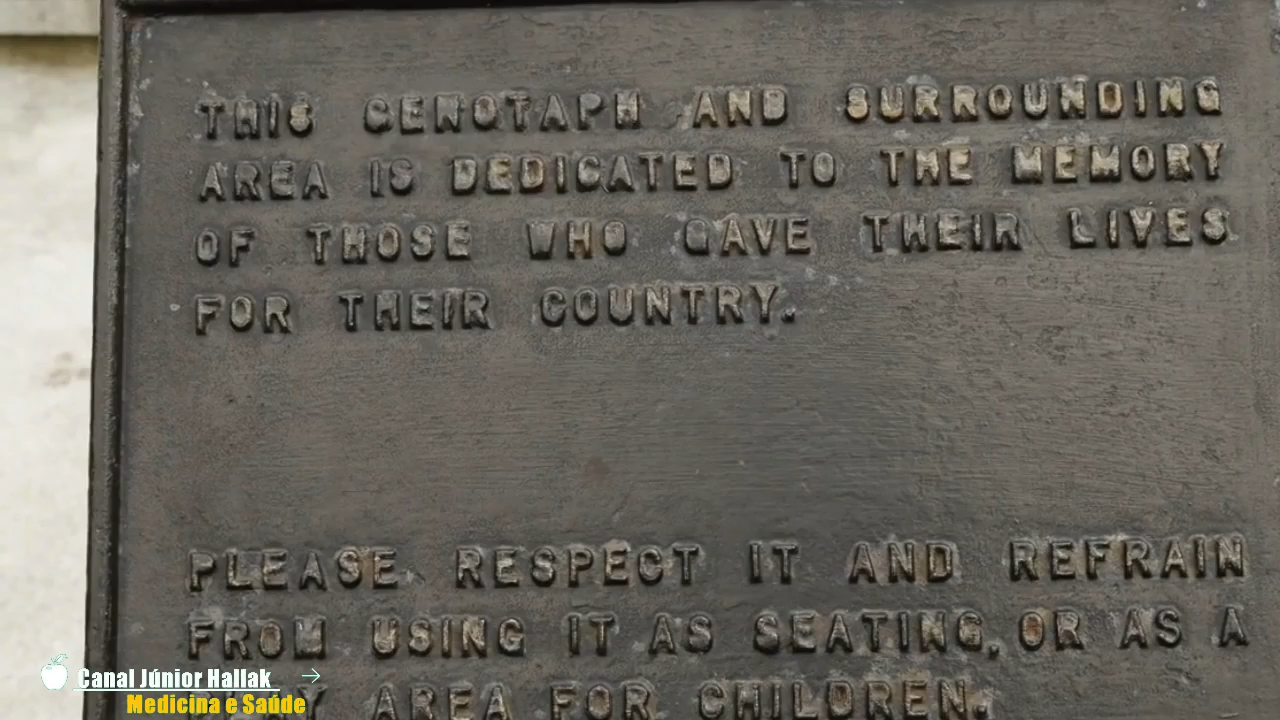 THIS CENOTAPH AND SURROUNDING
AREA IS DEDICATED TO THE MEMORY
OF THOSE WHO GAVE THEIR LIVES
FOR THEIR COUNTRY.
PLEASE RESPECT IT AND REFRAIN
FROM USING IT AS SEATING, OR AS A
PLAY AREA FOR CHILDREN.
Canal Júnior Hallak
Medicina e Saúde